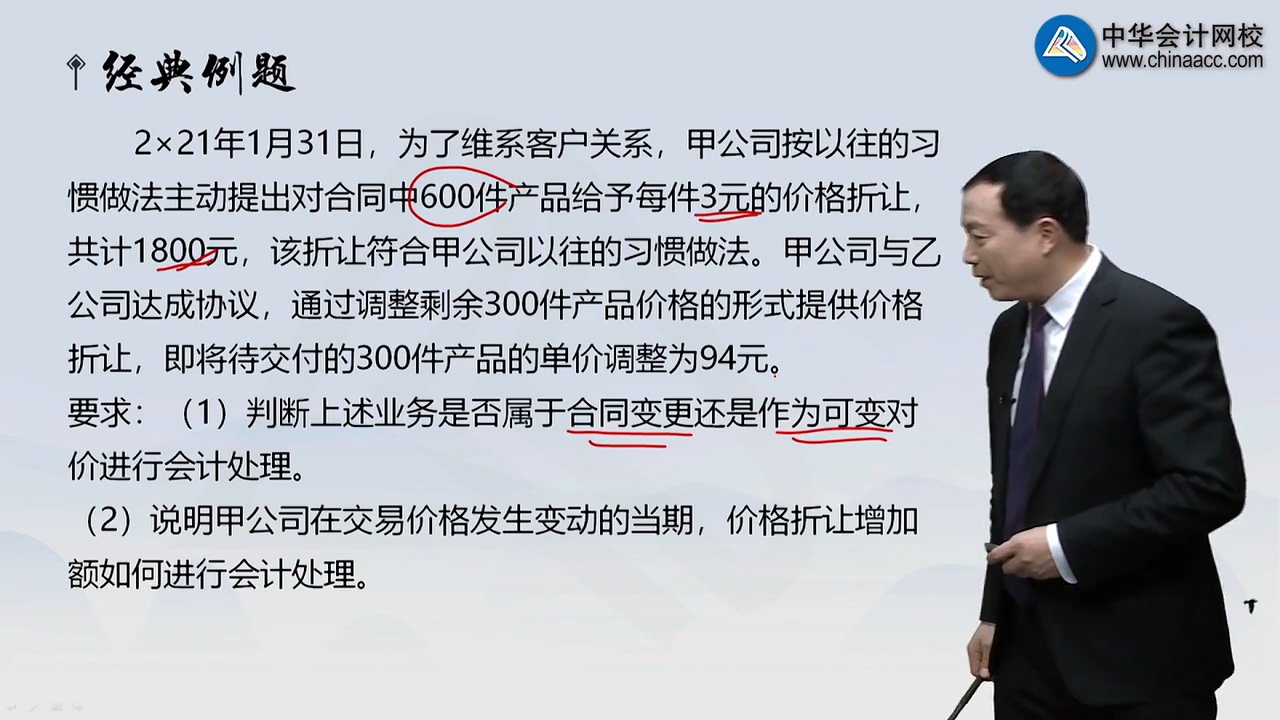 中华会计网校
www.chinaacc.com
经典例题
2×21年1月31日，为了维系客户关系，甲公司按以往的习
惯做法主动提出对合同中600件产品给予每件3元的价格折让，
共计1800元，该折让符合甲公司以往的习惯做法。甲公司与乙
公司达成协议，通过调整剩余300件产品价格的形式提供价格
折让，即将待交付的300件产品的单价调整为94元。
要求：（1）判断上述业务是否属于合同变更还是作为可变对
价进行会计处理。
（2）说明甲公司在交易价格发生变动的当期，价格折让增加
额如何进行会计处理。